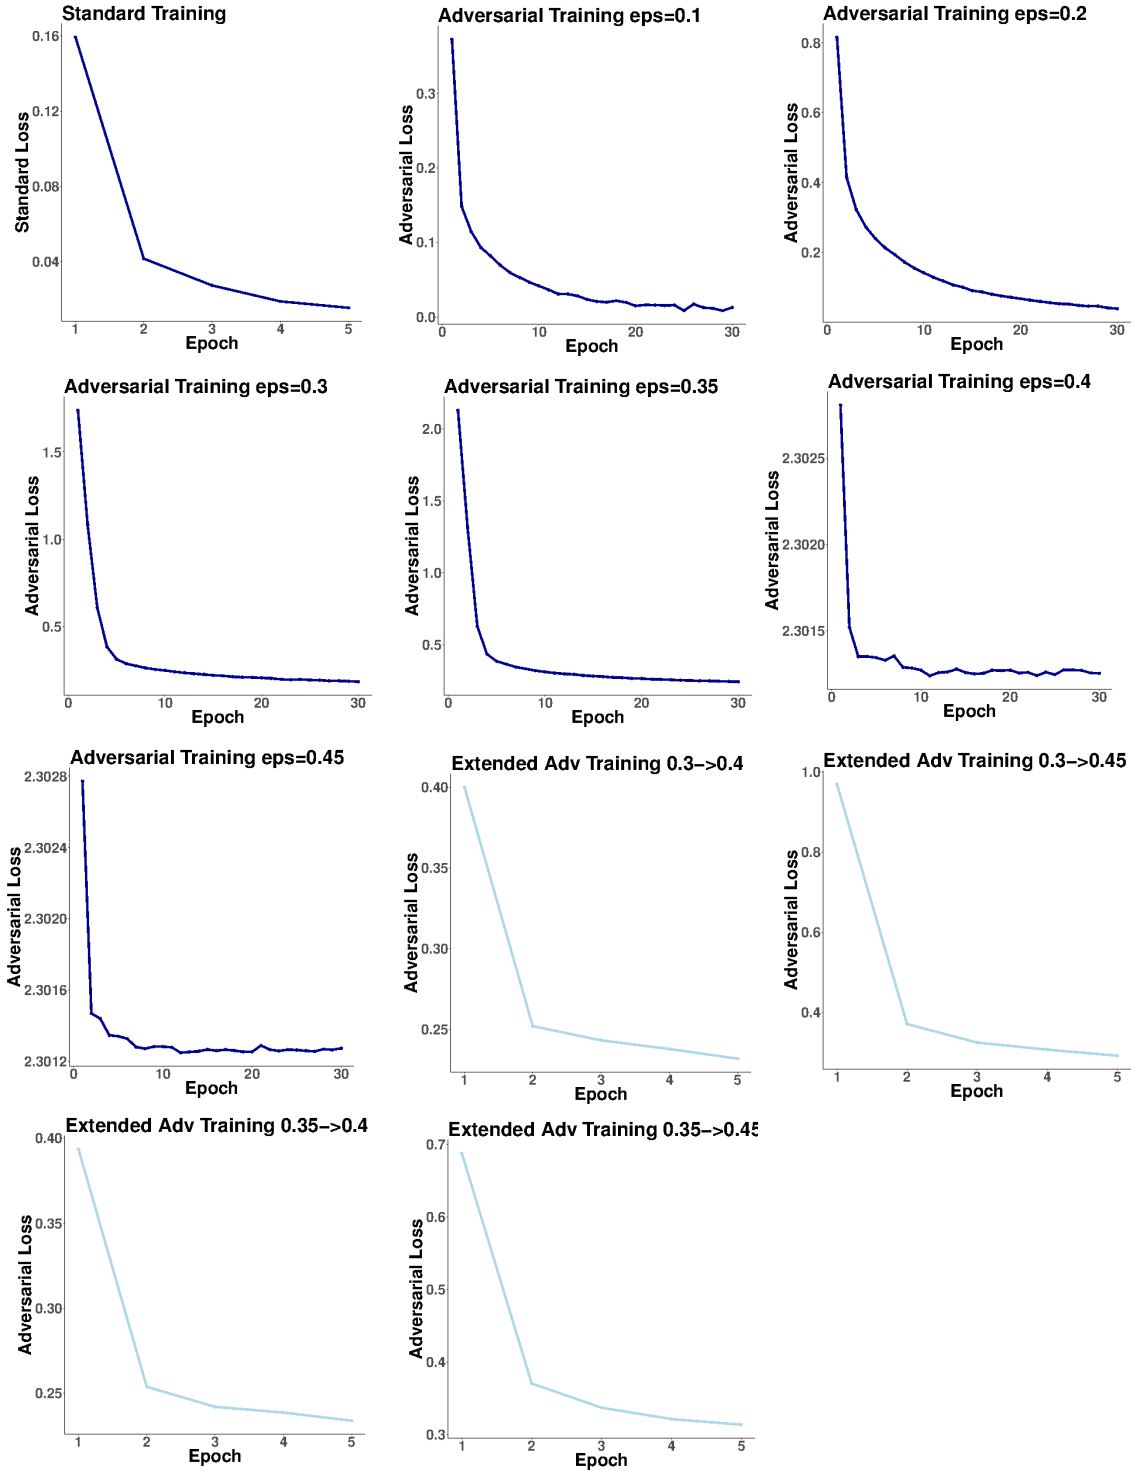 Standard Training
Standard Loss
0.16
0.12
0.08
0.04
1 2 3 4 5
Epoch
Adversarial Training eps=0.1
Adversarial Loss
0.3
0.2
0.1
0.0
0 10 20 30
Epoch
Adversarial Training eps=0.2
Adversarial Loss
0.8
0.6
0.4
0.2
0 10 20 30
Epoch
Adversarial Training eps=0.3
Adversarial Loss
1.5
1.0
0.5
0 10 20 30
Epoch
Adversarial Training eps=0.35
Adversarial Loss
2.0
1.5
1.0
0.5
0 10 20 30
Epoch
Adversarial Training eps=0.4
Adversarial Loss
2.3025
2.3020
2.3015
0 10 20 30
Epoch
Adversarial Training eps=0.45
Adversarial Loss
2.3028
2.3024
2.3020
2.3016
2.3012
0 10 20 30
Epoch
Extended Adv Training 0.3->0.4
Adversarial Loss
0.40
0.35
0.30
0.25
1 2 3 4 5
Epoch
Extended Adv Training 0.3->0.45
Adversarial Loss
1.0
0.8
0.6
0.4
1 2 3 4 5
Epoch
Extended Adv Training 0.35->0.4
Adversarial Loss
0.40
0.35
0.30
0.25
1 2 3 4 5
Epoch
Extended Adv Training 0.35->0.45
Adversarial Loss
0.7
0.6
0.5
0.4
0.3
1 2 3 4 5
Epoch